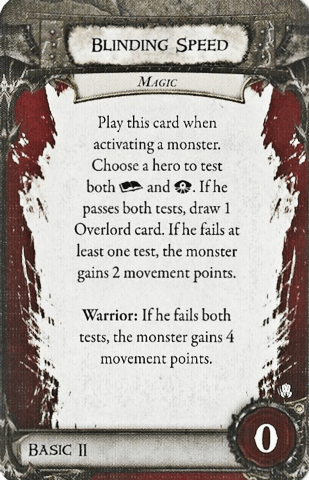 BLINDING SPEED
MAGIC
Play this card when
activating a monster.
Choose a hero to test
both and . If he
passes both tests, draw 1
Overlord card. If he fails at
least one test, the monster
gains 2 movement points.
Warrior: If he fails both
tests, the monster gains 4
movement points.
BASIC II
0